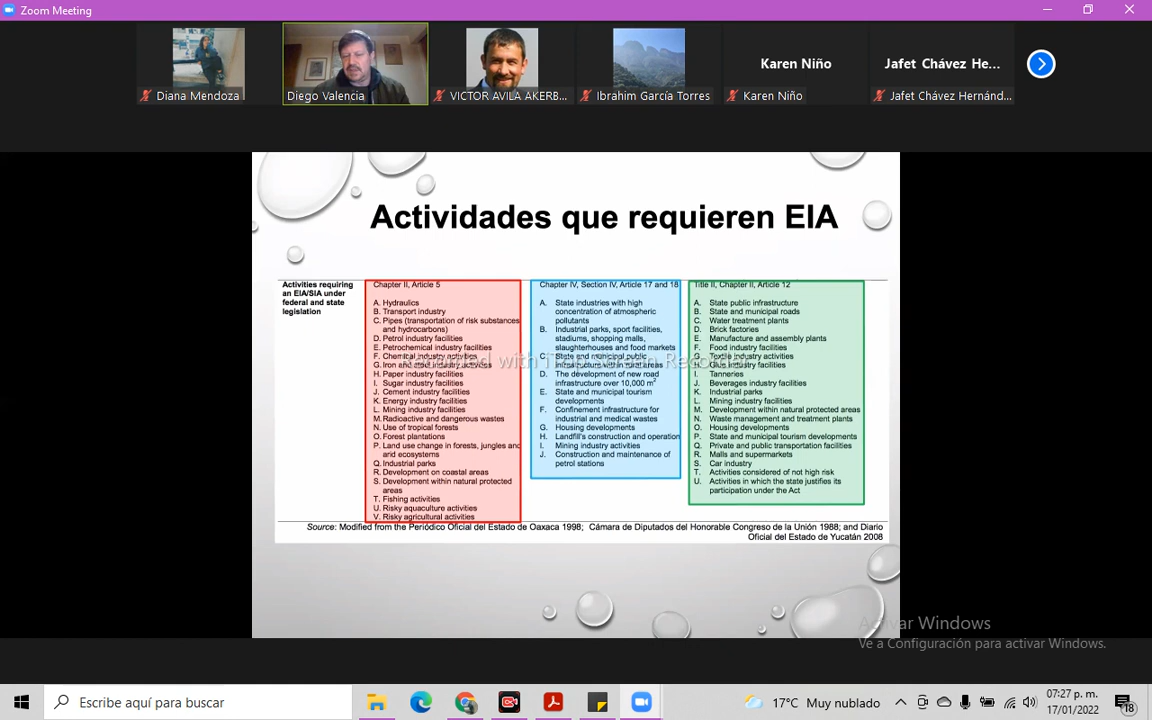 Zoom Meeting
Diana Mendoza
Diego Valencia
VICTOR AVILA AKERB...
Ibrahim García Torres
Karen Niño
Karen Niño
Jafet Chávez He...
Jafet Chávez Hernánd...
Actividades que requieren EIA
Activities requiring
an EIA/SIA under
federal and state
legislation
Chapter II, Article 5
A. Hydraulics
B. Transport industry
C. Pipes (transportation of risk substances
and hydrocarbons)
D. Petrol industry facilities
E. Petrochemical industry facilities
F. Chemical industry facilities
G. Iron and
H. Paper industry facilities
I. Sugar industry facilities
J. Cement industry facilities
K. Energy industry facilities
L. Mining industry facilities
M. Radioactive and dangerous wastes
N. Use of tropical forests
O. Forest plantations
P. Land use change in forests, jungles and
and ecosystems
Q. Industrial parks
R. Development on coastal areas
S. Development within natural protected
areas
T. Fishing activities
U. Risky aquaculture activities
V. Risky agricultural activities
Chapter IV, Section IV, Article 17 and 18
A. State industries with high
concentration of atmospheric
pollutants
B. Industrial parks, sport facilities,
stadiums, shopping malls,
slaughterhouses and food markets
C. State and municipal public
infrastructure within rural areas
D. The development of new road
infrastructure over 10,000 m²
E. State and municipal tourism
developments
F. Confinement infrastructure for
industrial and medical wastes
G. Housing developments
H. Landfill's construction and operation
I. Mining industry activities
J. Construction and maintenance of
petrol stations
Title II, Chapter II, Article 12
A. State public infrastructure
B. State and municipal roads
C. Water treatment plants
D. Brick factories
E. Manufacture and assembly plants
F. Food industry facilities
G. Textile industry activities
industry facilities
I. Tanneries
J. Beverages industry facilities
K. Industrial parks
L. Mining industry facilities
M. Development within natural protected areas
N. Waste management and treatment plants
O. Housing developments
P. State and municipal tourism developments
Q. Private and public transportation facilities
R. Malls and supermarkets
S. Car industry
T. Activities considered of not high risk
U. Activities in which the state justifies its
participation under the Act
Recorded with iTop Screen Recorder
Source: Modified from the Periódico Oficial del Estado de Oaxaca 1998; Cámara de Diputados del Honorable Congreso de la Unión 1988; and Diario
Oficial del Estado de Yucatán 2008
Activar Windows
Ve a Configuración para activar Windows.
Escribe aquí para buscar
17°C Muy nublado
07:27 p. m.
17/01/2022
18